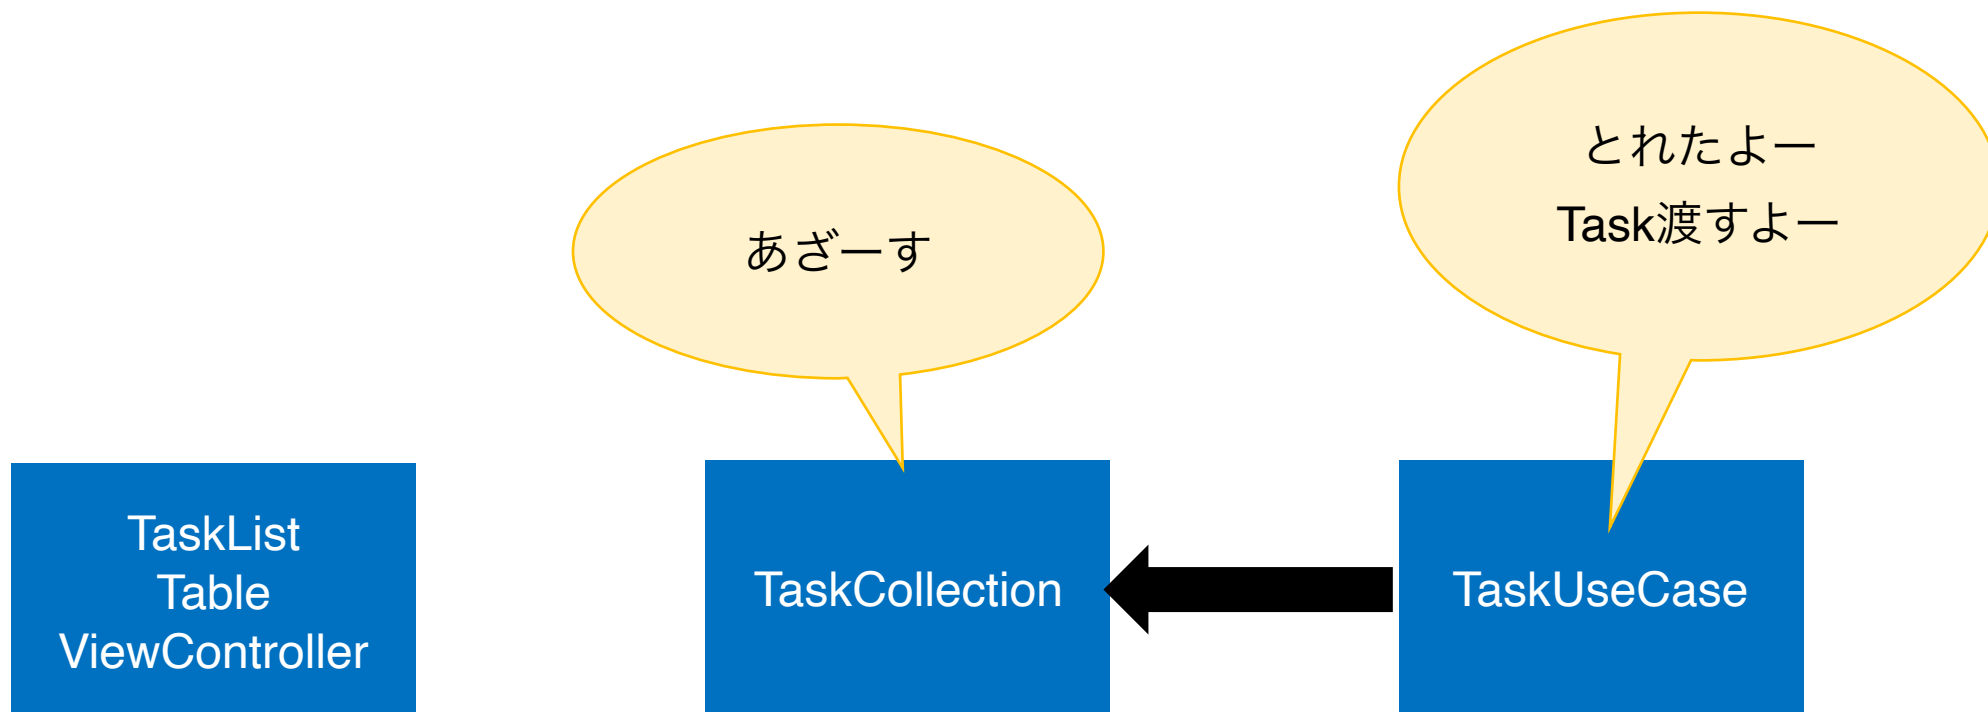 とれたよー
Task渡すよー
あざーす
TaskList
Table
ViewController
TaskCollection
TaskUseCase